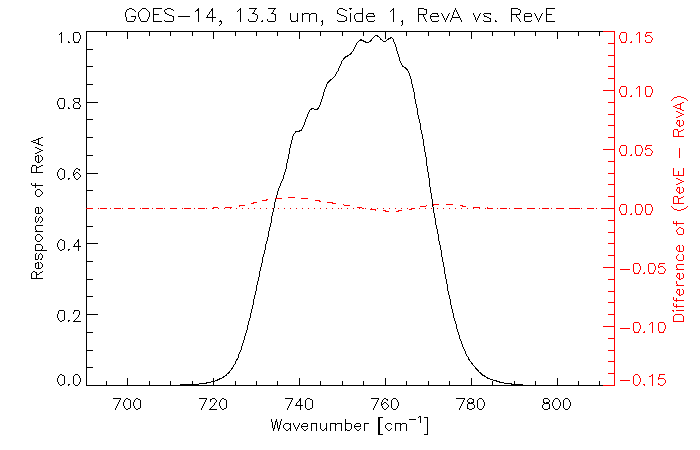 GOES-14, 13.3 um, Side 1, RevA vs. RevE
1.0
0.8
0.6
0.4
0.2
0.0
Response of RevA
0.15
0.10
0.05
0.00
-0.05
-0.10
-0.15
Difference of (RevE - RevA)
700 720 740 760 780 800
Wavenumber [cm⁻¹]